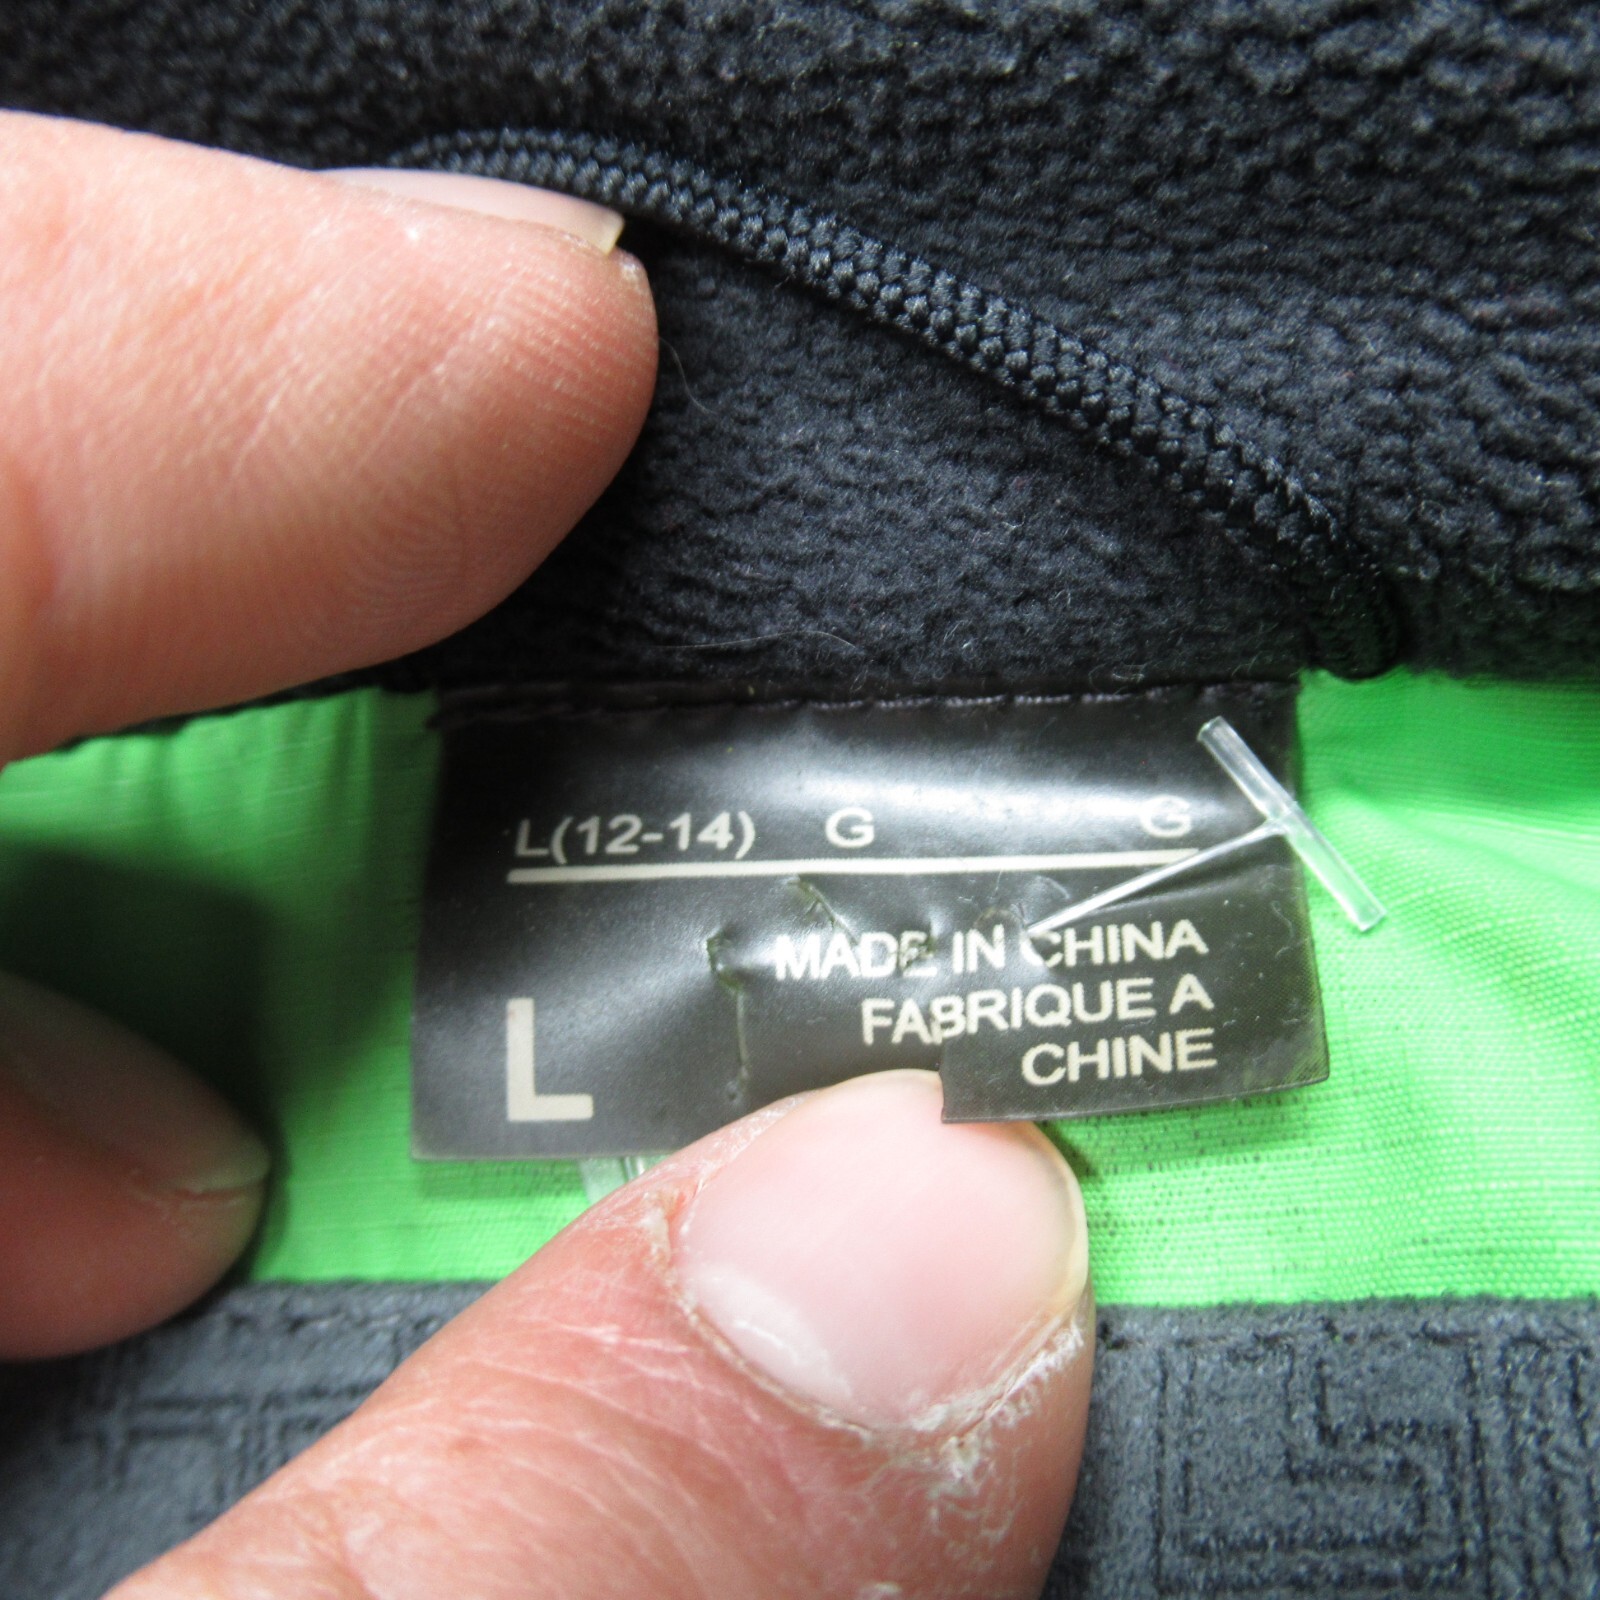 L(12-14) G G
MADE IN CHINA
FABRIQUE A
CHINE
L